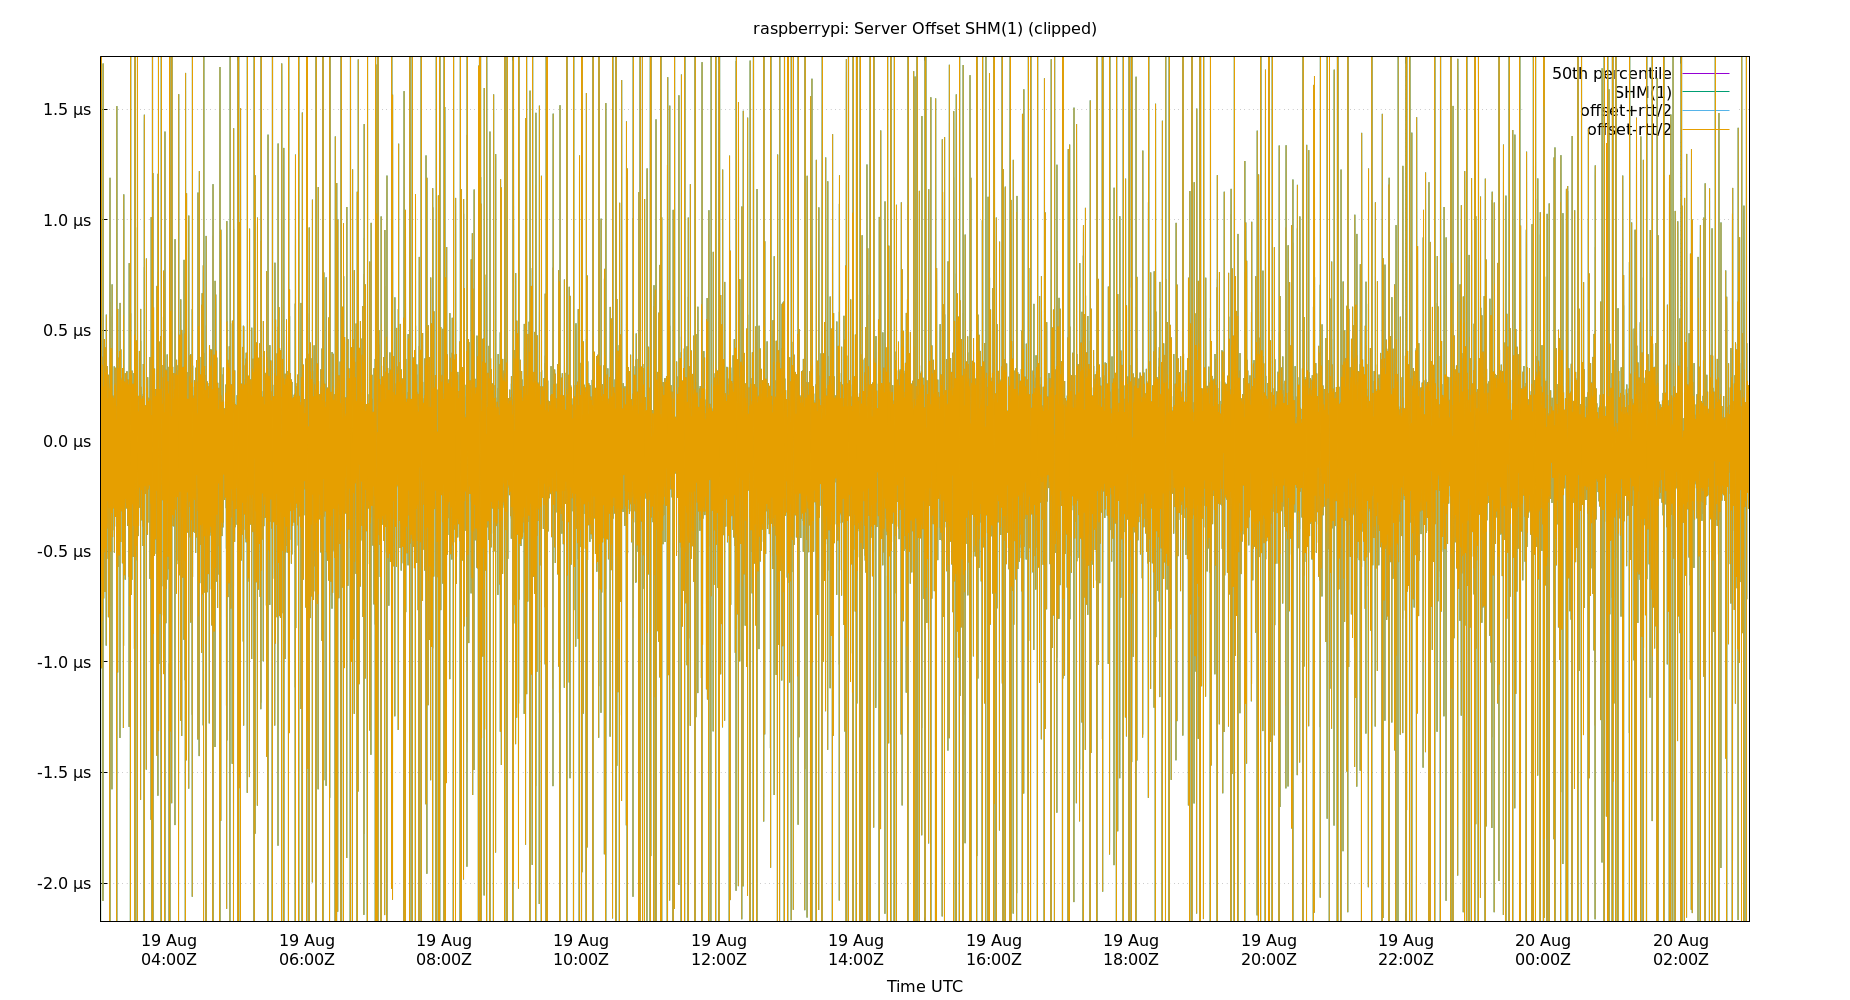 raspberrypi: Server Offset SHM(1) (clipped)
50th percentile
SHM(1)
offset+rtt/2
offset-rtt/2
1.5 µs
1.0 µs
0.5 µs
0.0 µs
-0.5 µs
-1.0 µs
-1.5 µs
-2.0 µs
19 Aug 19 Aug 19 Aug 19 Aug 19 Aug 19 Aug 19 Aug 19 Aug 19 Aug 19 Aug 20 Aug 20 Aug
04:00Z 06:00Z 08:00Z 10:00Z 12:00Z 14:00Z 16:00Z 18:00Z 20:00Z 22:00Z 00:00Z 02:00Z
Time UTC